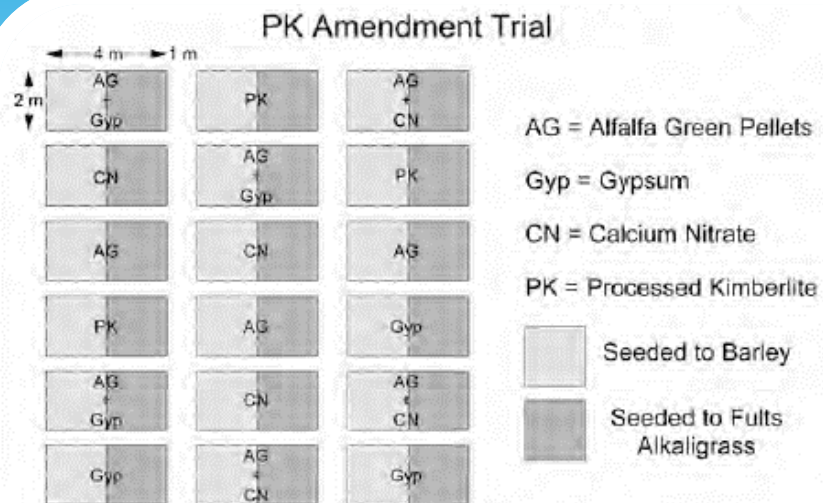 PK Amendment Trial
4 m
1 m
2 m
AG
+
Gyp
PK
AG
+
CN
CN
AG
+
Gyp
PK
AG
CN
AG
PK
AG
Gyp
AG
+
Gyp
CN
AG
+
CN
Gyp
AG
+
CN
Gyp
AG = Alfalfa Green Pellets
Gyp = Gypsum
CN = Calcium Nitrate
PK = Processed Kimberlite
Seeded to Barley
Seeded to Fults
Alkaligrass